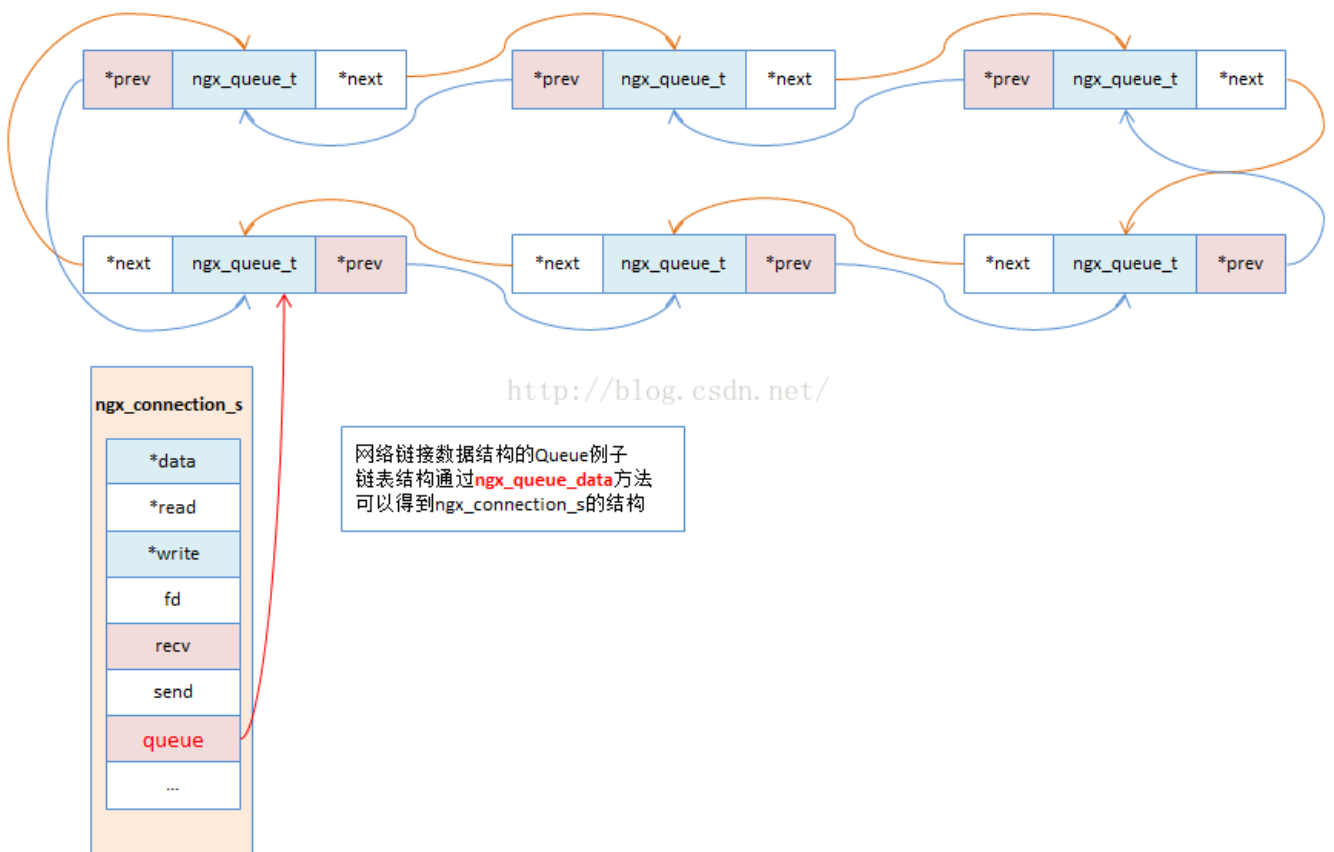 *prev ngx_queue_t *next *prev ngx_queue_t *next *prev ngx_queue_t *next
*next ngx_queue_t *prev *next ngx_queue_t *prev *next ngx_queue_t *prev
http://blog.csdn.net/
ngx_connection_s
*data
*read
*write
fd
recv
send
queue
...
网络链接数据结构的Queue例子
链表结构通过ngx_queue_data方法
可以得到ngx_connection_s的结构